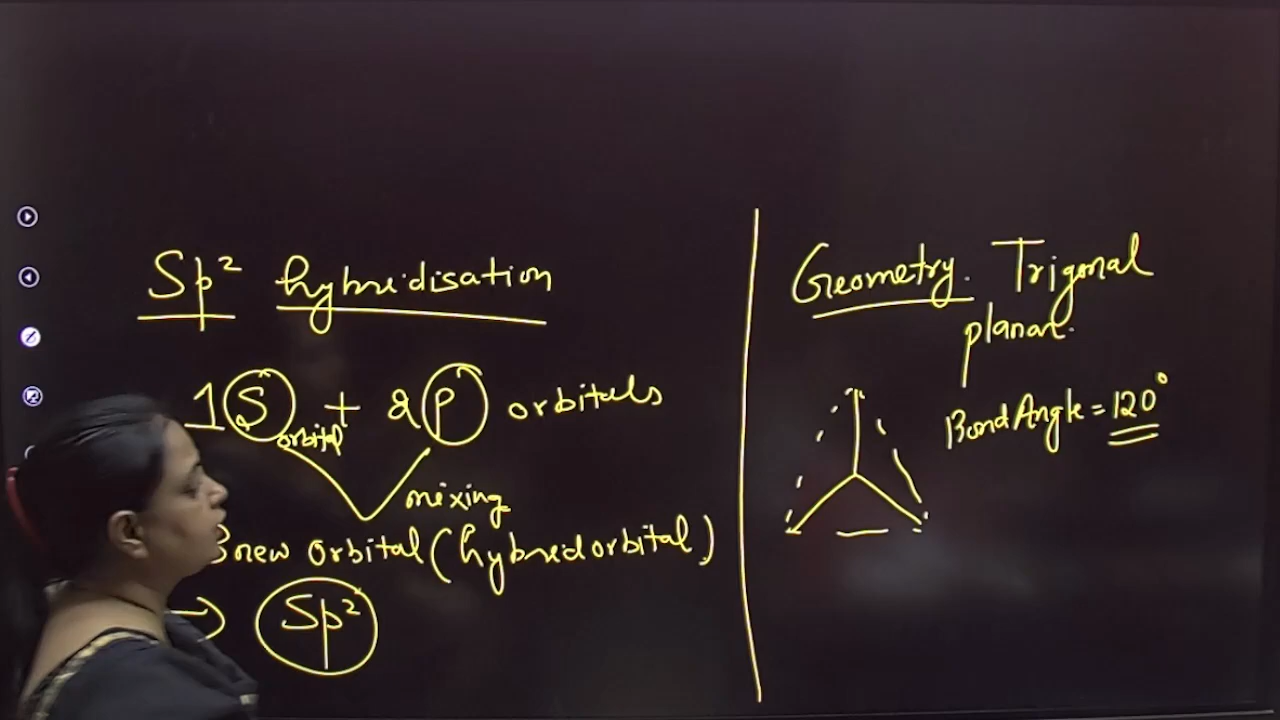 Sp² hybridisation
1 S orbital + 2 p orbitals
mixing
3 new orbital (hybrid orbital)
→ Sp²
Geometry. Trigonal
planar.
Bond Angle = 120°